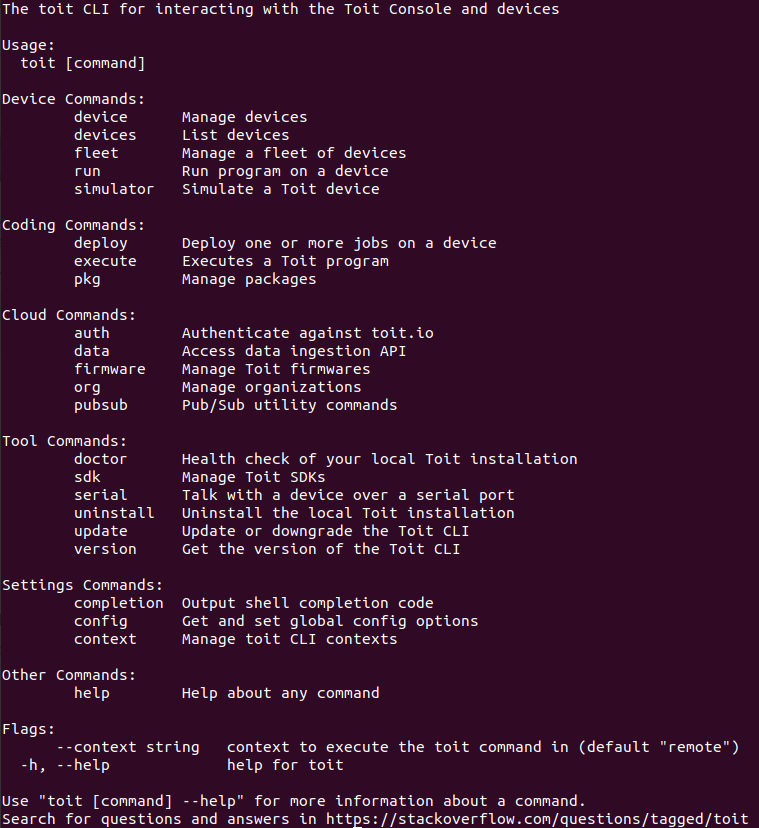 The toit CLI for interacting with the Toit Console and devices

Usage:
  toit [command]

Device Commands:
        device      Manage devices
        devices     List devices
        fleet       Manage a fleet of devices
        run         Run program on a device
        simulator   Simulate a Toit device

Coding Commands:
        deploy      Deploy one or more jobs on a device
        execute     Executes a Toit program
        pkg         Manage packages

Cloud Commands:
        auth        Authenticate against toit.io
        data        Access data ingestion API
        firmware    Manage Toit firmwares
        org         Manage organizations
        pubsub      Pub/Sub utility commands

Tool Commands:
        doctor      Health check of your local Toit installation
        sdk         Manage Toit SDKs
        serial      Talk with a device over a serial port
        uninstall   Uninstall the local Toit installation
        update      Update or downgrade the Toit CLI
        version     Get the version of the Toit CLI

Settings Commands:
        completion  Output shell completion code
        config      Get and set global config options
        context     Manage toit CLI contexts

Other Commands:
        help        Help about any command

Flags:
      --context string   context to execute the toit command in (default "remote")
  -h, --help             help for toit

Use "toit [command] --help" for more information about a command.
Search for questions and answers in https://stackoverflow.com/questions/tagged/toit